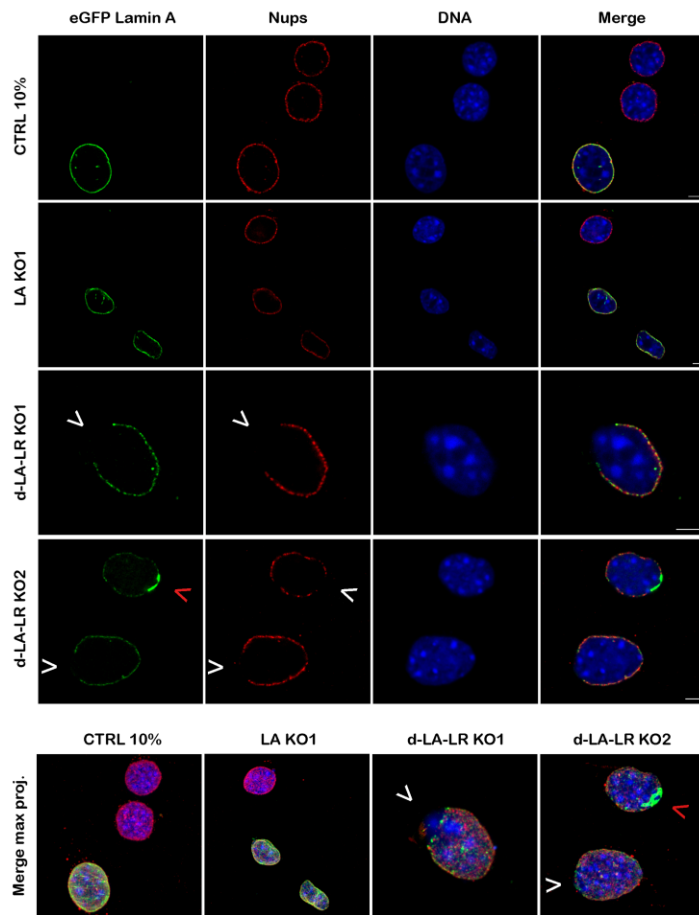 eGFP Lamin A Nups DNA Merge
CTRL 10%
LA KO1
d-LA-LR KO1
d-LA-LR KO2
CTRL 10% LA KO1 d-LA-LR KO1 d-LA-LR KO2
Merge max proj.